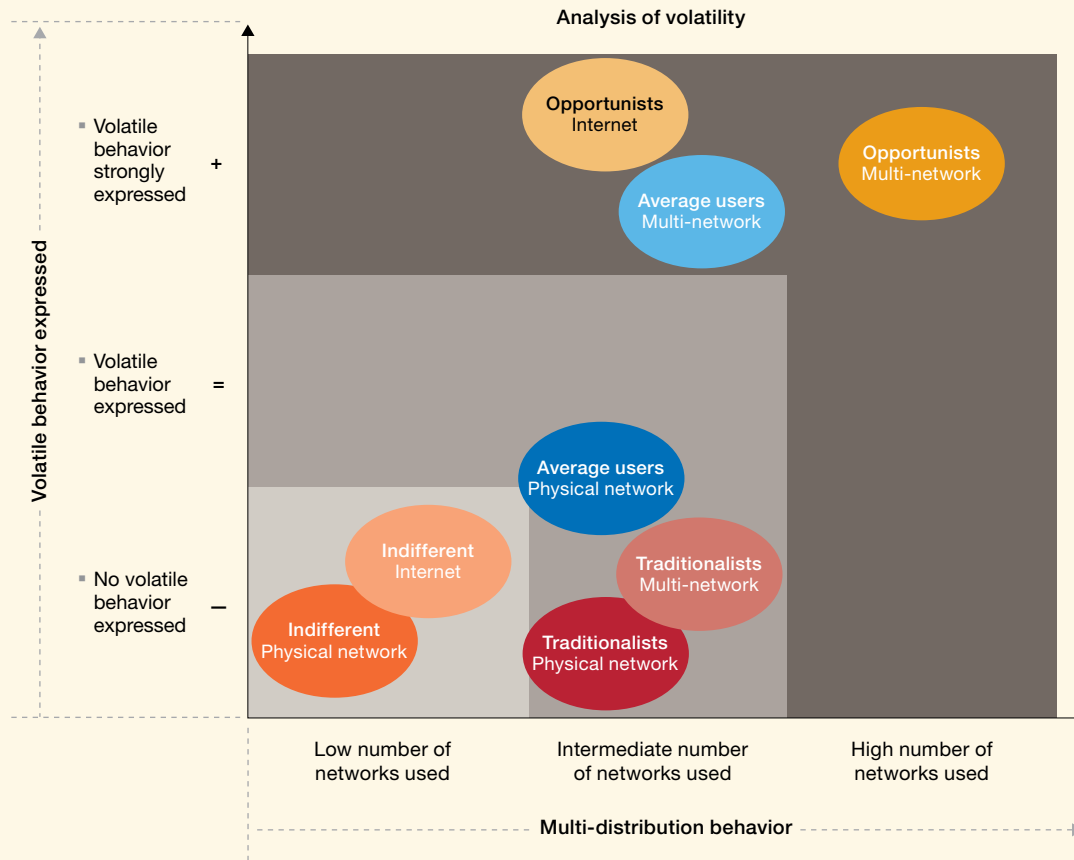 Analysis of volatility
Volatile behavior expressed
▪ Volatile
behavior
strongly
expressed
+
▪ Volatile
behavior
expressed
=
▪ No volatile
behavior
expressed
–
Opportunists
Internet
Opportunists
Multi-network
Average users
Multi-network
Average users
Physical network
Indifferent
Internet
Traditionalists
Multi-network
Indifferent
Physical network
Traditionalists
Physical network
Low number of
networks used
Intermediate number
of networks used
High number of
networks used
Multi-distribution behavior